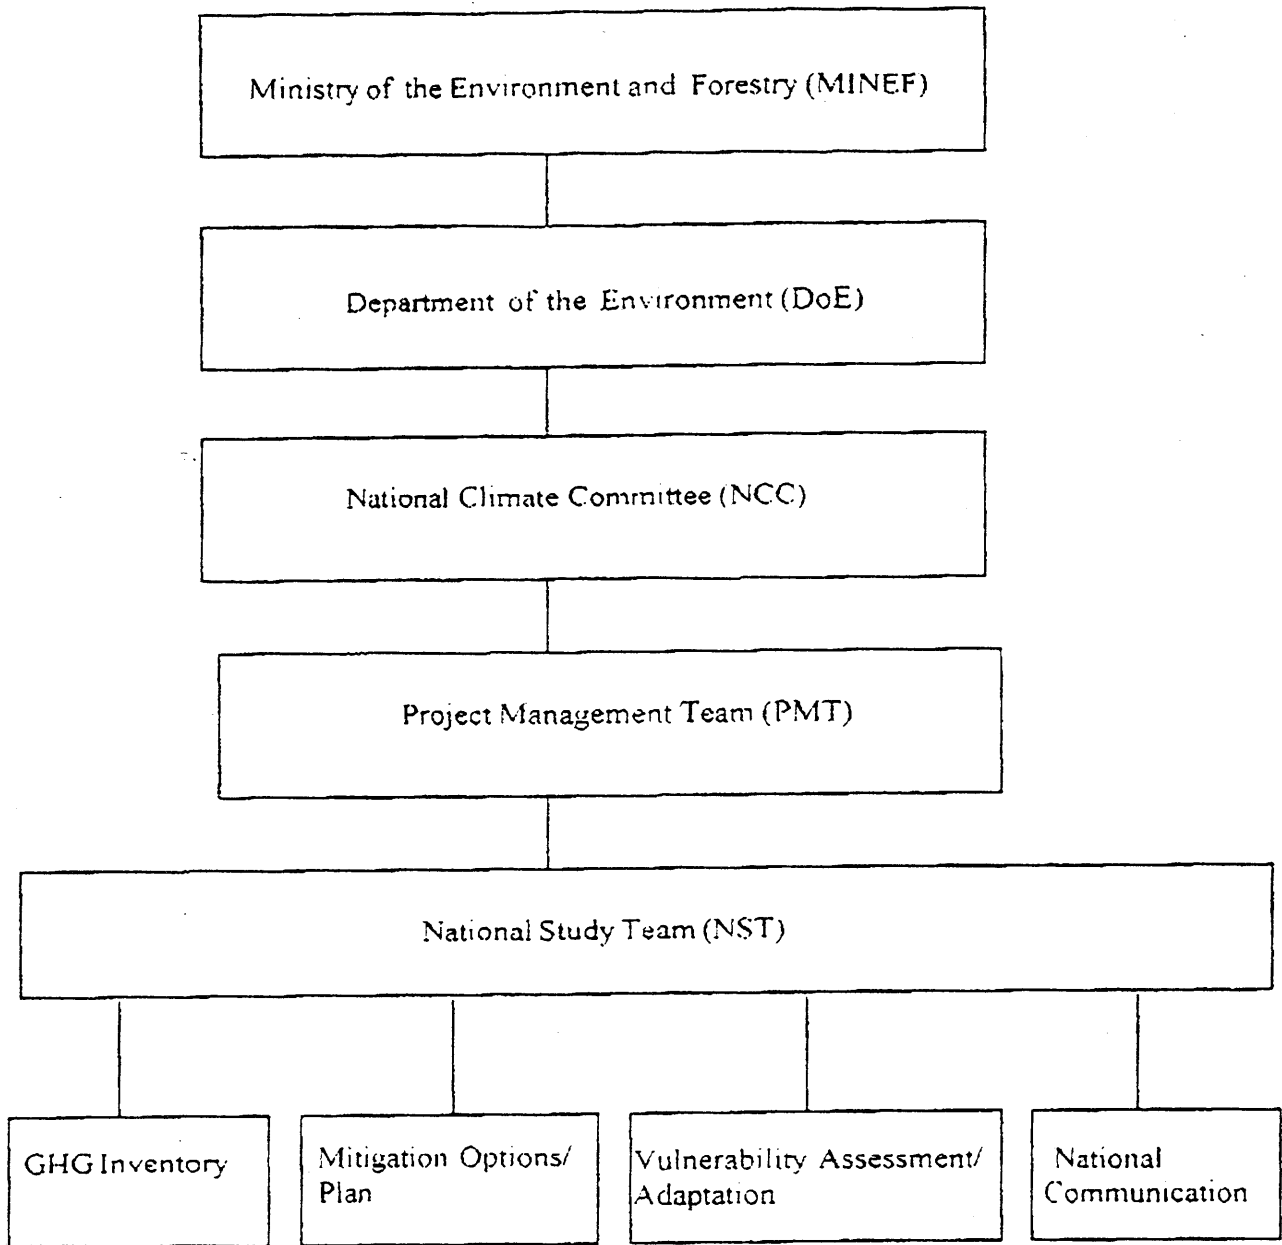 Ministry of the Environment and Forestry (MINEF)
Department of the Environment (DoE)
National Climate Committee (NCC)
Project Management Team (PMT)
National Study Team (NST)
GHG Inventory
Mitigation Options/
Plan
Vulnerability Assessment/
Adaptation
National
Communication